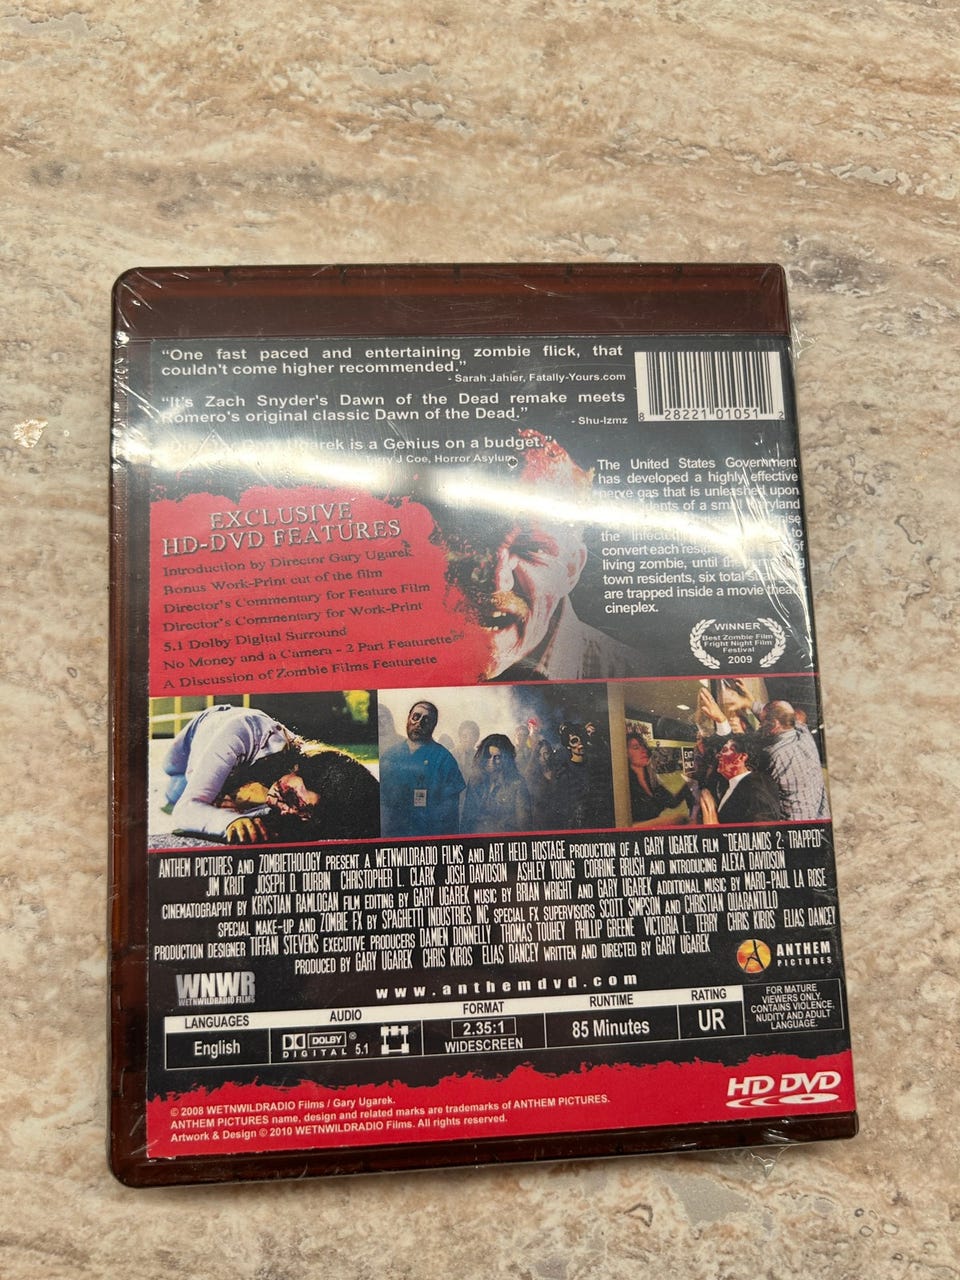 “One fast paced and entertaining zombie flick, that
couldn't come higher recommended.”
- Sarah Jahier, Fatally-Yours.com
“It's Zach Snyder's Dawn of the Dead remake meets
Romero's original classic Dawn of the Dead.”
- Shu-Izmz
Gary Ugarek is a Genius on a budget.”
Terry J Coe, Horror Asylum
8 28221 01051 2
The United States Government
has developed a highly effective
nerve gas that is unleashed upon
of a small
the infected to
convert each of
living zombie, until the
town residents, six total
are trapped inside a movie theater
cineplex.
WINNER
Best Zombie Film
Fright Night Film
Festival
2009
EXCLUSIVE
HD-DVD FEATURES
Introduction by Director Gary Ugarek
Bonus Work-Print cut of the film
Director's Commentary for Feature Film
Director's Commentary for Work-Print
5.1 Dolby Digital Surround
No Money and a Camera - 2 Part Featurette
A Discussion of Zombie Films Featurette
EXIT
ONLY
ANTHEM PICTURES AND ZOMBIETHOLOGY PRESENT A WETNWILDRADIO FILMS AND ART HELD HOSTAGE PRODUCTION OF A GARY UGAREK FILM "DEADLANDS 2: TRAPPED"
JIM KRUT JOSEPH D. DURBIN CHRISTOPHER L. CLARK JOSH DAVIDSON ASHLEY YOUNG CORRINE BRUSH AND INTRODUCING ALEXA DAVIDSON
CINEMATOGRAPHY BY KRYSTIAN RAMLOGAN FILM EDITING BY GARY UGAREK MUSIC BY BRIAN WRIGHT AND GARY UGAREK ADDITIONAL MUSIC BY MARO-PAUL LA ROSE
SPECIAL MAKE-UP AND ZOMBIE FX BY SPAGHETTI INDUSTRIES INC SPECIAL FX SUPERVISORS SCOTT SIMPSON AND CHRISTIAN QUARANTILLO
PRODUCTION DESIGNER TIFFANI STEVENS EXECUTIVE PRODUCERS DAMIEN DONNELLY THOMAS TOUHEY PHILLIP GREENE VICTORIA L. TERRY CHRIS KIROS ELIAS DANCEY
PRODUCED BY GARY UGAREK CHRIS KIROS ELIAS DANCEY WRITTEN AND DIRECTED BY GARY UGAREK
ANTHEM
PICTURES
WNWR
WETNWILDRADIO FILMS
www.anthemdvd.com
LANGUAGES
English
AUDIO
DOLBY ®
DIGITAL 5.1
FORMAT
2.35:1
WIDESCREEN
RUNTIME
85 Minutes
RATING
UR
FOR MATURE
VIEWERS ONLY.
CONTAINS VIOLENCE,
NUDITY AND ADULT
LANGUAGE.
© 2008 WETNWILDRADIO Films / Gary Ugarek.
ANTHEM PICTURES name, design and related marks are trademarks of ANTHEM PICTURES.
Artwork & Design © 2010 WETNWILDRADIO Films. All rights reserved.
HD DVD